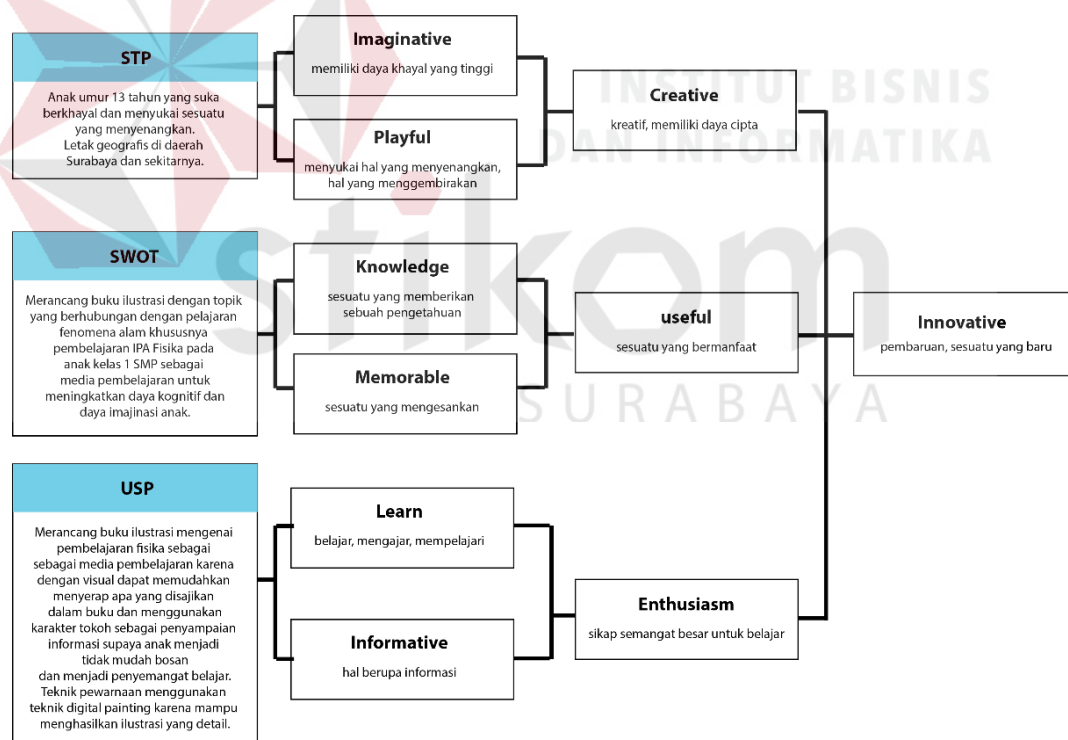 STP
Anak umur 13 tahun yang suka
berkhayal dan menyukai sesuatu
yang menyenangkan.
Letak geografis di daerah
Surabaya dan sekitarnya.
Imaginative
memiliki daya khayal yang tinggi
Playful
menyukai hal yang menyenangkan,
hal yang menggembirakan
Creative
kreatif, memiliki daya cipta
SWOT
Merancang buku ilustrasi dengan topik
yang berhubungan dengan pelajaran
fenomena alam khususnya
pembelajaran IPA Fisika pada
anak kelas 1 SMP sebagai
media pembelajaran untuk
meningkatkan daya kognitif dan
daya imajinasi anak.
Knowledge
sesuatu yang memberikan
sebuah pengetahuan
Memorable
sesuatu yang mengesankan
useful
sesuatu yang bermanfaat
Innovative
pembaruan, sesuatu yang baru
USP
Merancang buku ilustrasi mengenai
pembelajaran fisika sebagai
sebagai media pembelajaran karena
dengan visual dapat memudahkan
menyerap apa yang disajikan
dalam buku dan menggunakan
karakter tokoh sebagai penyampaian
informasi supaya anak menjadi
tidak mudah bosan
dan menjadi penyemangat belajar.
Teknik pewarnaan menggunakan
teknik digital painting karena mampu
menghasilkan ilustrasi yang detail.
Learn
belajar, mengajar, mempelajari
Informative
hal berupa informasi
Enthusiasm
sikap semangat besar untuk belajar
INSTITUT BISNIS
DAN INFORMATIKA
stikom
SURABAYA